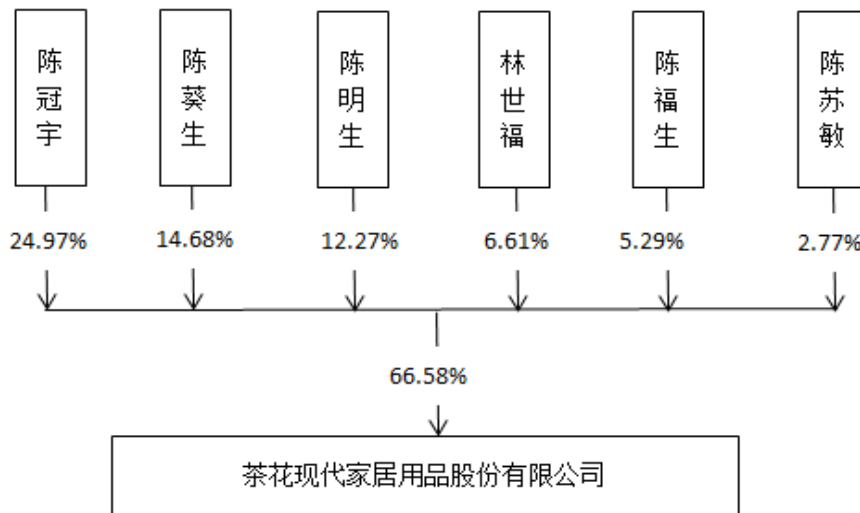 陈冠宇
陈葵生
陈明生
林世福
陈福生
陈苏敏
24.97%
14.68%
12.27%
6.61%
5.29%
2.77%
66.58%
茶花现代家居用品股份有限公司